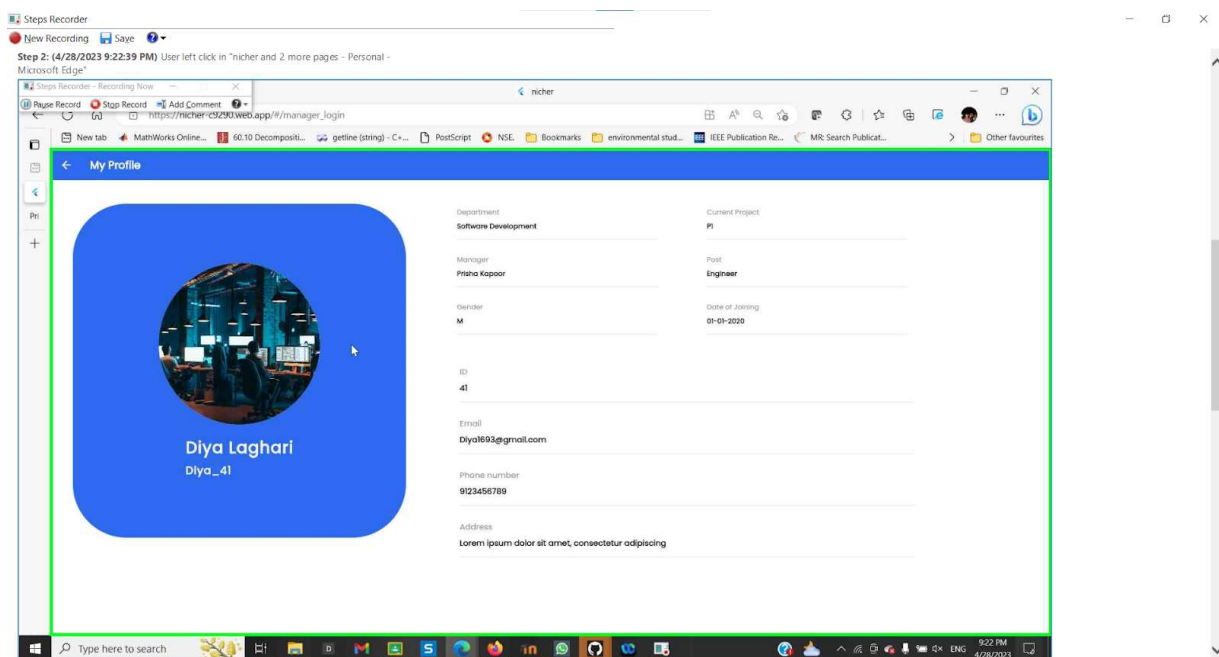 Steps Recorder
New Recording Save
Step 2: (4/28/2023 9:22:39 PM) User left click in "nicher and 2 more pages - Personal -
Microsoft Edge"
Steps Recorder - Recording Now
nicher
Pause Record Stop Record Add Comment
https://nicher-c9290.web.app/#/manager_login
New tab MathWorks Online... 60.10 Decompositi... getline (string) - C+... PostScript NSE. Bookmarks environmental stud... IEEE Publication Re... MR: Search Publicat... Other favourites
My Profile
Pri
Department
Software Development
Current Project
P1
Manager
Prisha Kapoor
Post
Engineer
Gender
M
Date of Joining
01-01-2020
ID
41
Email
Diya1693@gmail.com
Phone number
9123456789
Address
Lorem ipsum dolor sit amet, consectetur adipiscing
Diya Laghari
Diya_41
Type here to search
ENG
9:22 PM
4/28/2023